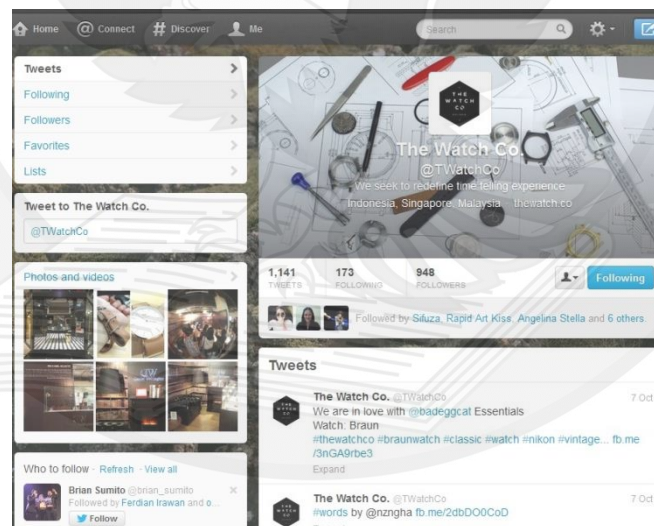 Home Connect Discover Me Search
Tweets
Following
Followers
Favorites
Lists
Tweet to The Watch Co.
@TWatchCo
Photos and videos
TW
Who to follow · Refresh · View all
Brian Sumito @brian_sumito
Followed by Ferdian Irawan and o...
Follow
THE
WATCH
CO
The Watch Co.
@TWatchCo
We seek to redefine time telling experience
Indonesia, Singapore, Malaysia thewatch.co
1,141 173 948
TWEETS FOLLOWING FOLLOWERS
Following
Followed by Sifuza, Rapid Art Kiss, Angelina Stella and 6 others.
Tweets
The Watch Co. @TWatchCo 7 Oct
We are in love with @badeggcat Essentials
Watch: Braun
#thewatchco #braunwatch #classic #watch #nikon #vintage... fb.me
/3nGA9rbe3
Expand
The Watch Co. @TWatchCo 7 Oct
#words by @nzngha fb.me/2dbDO0CoD